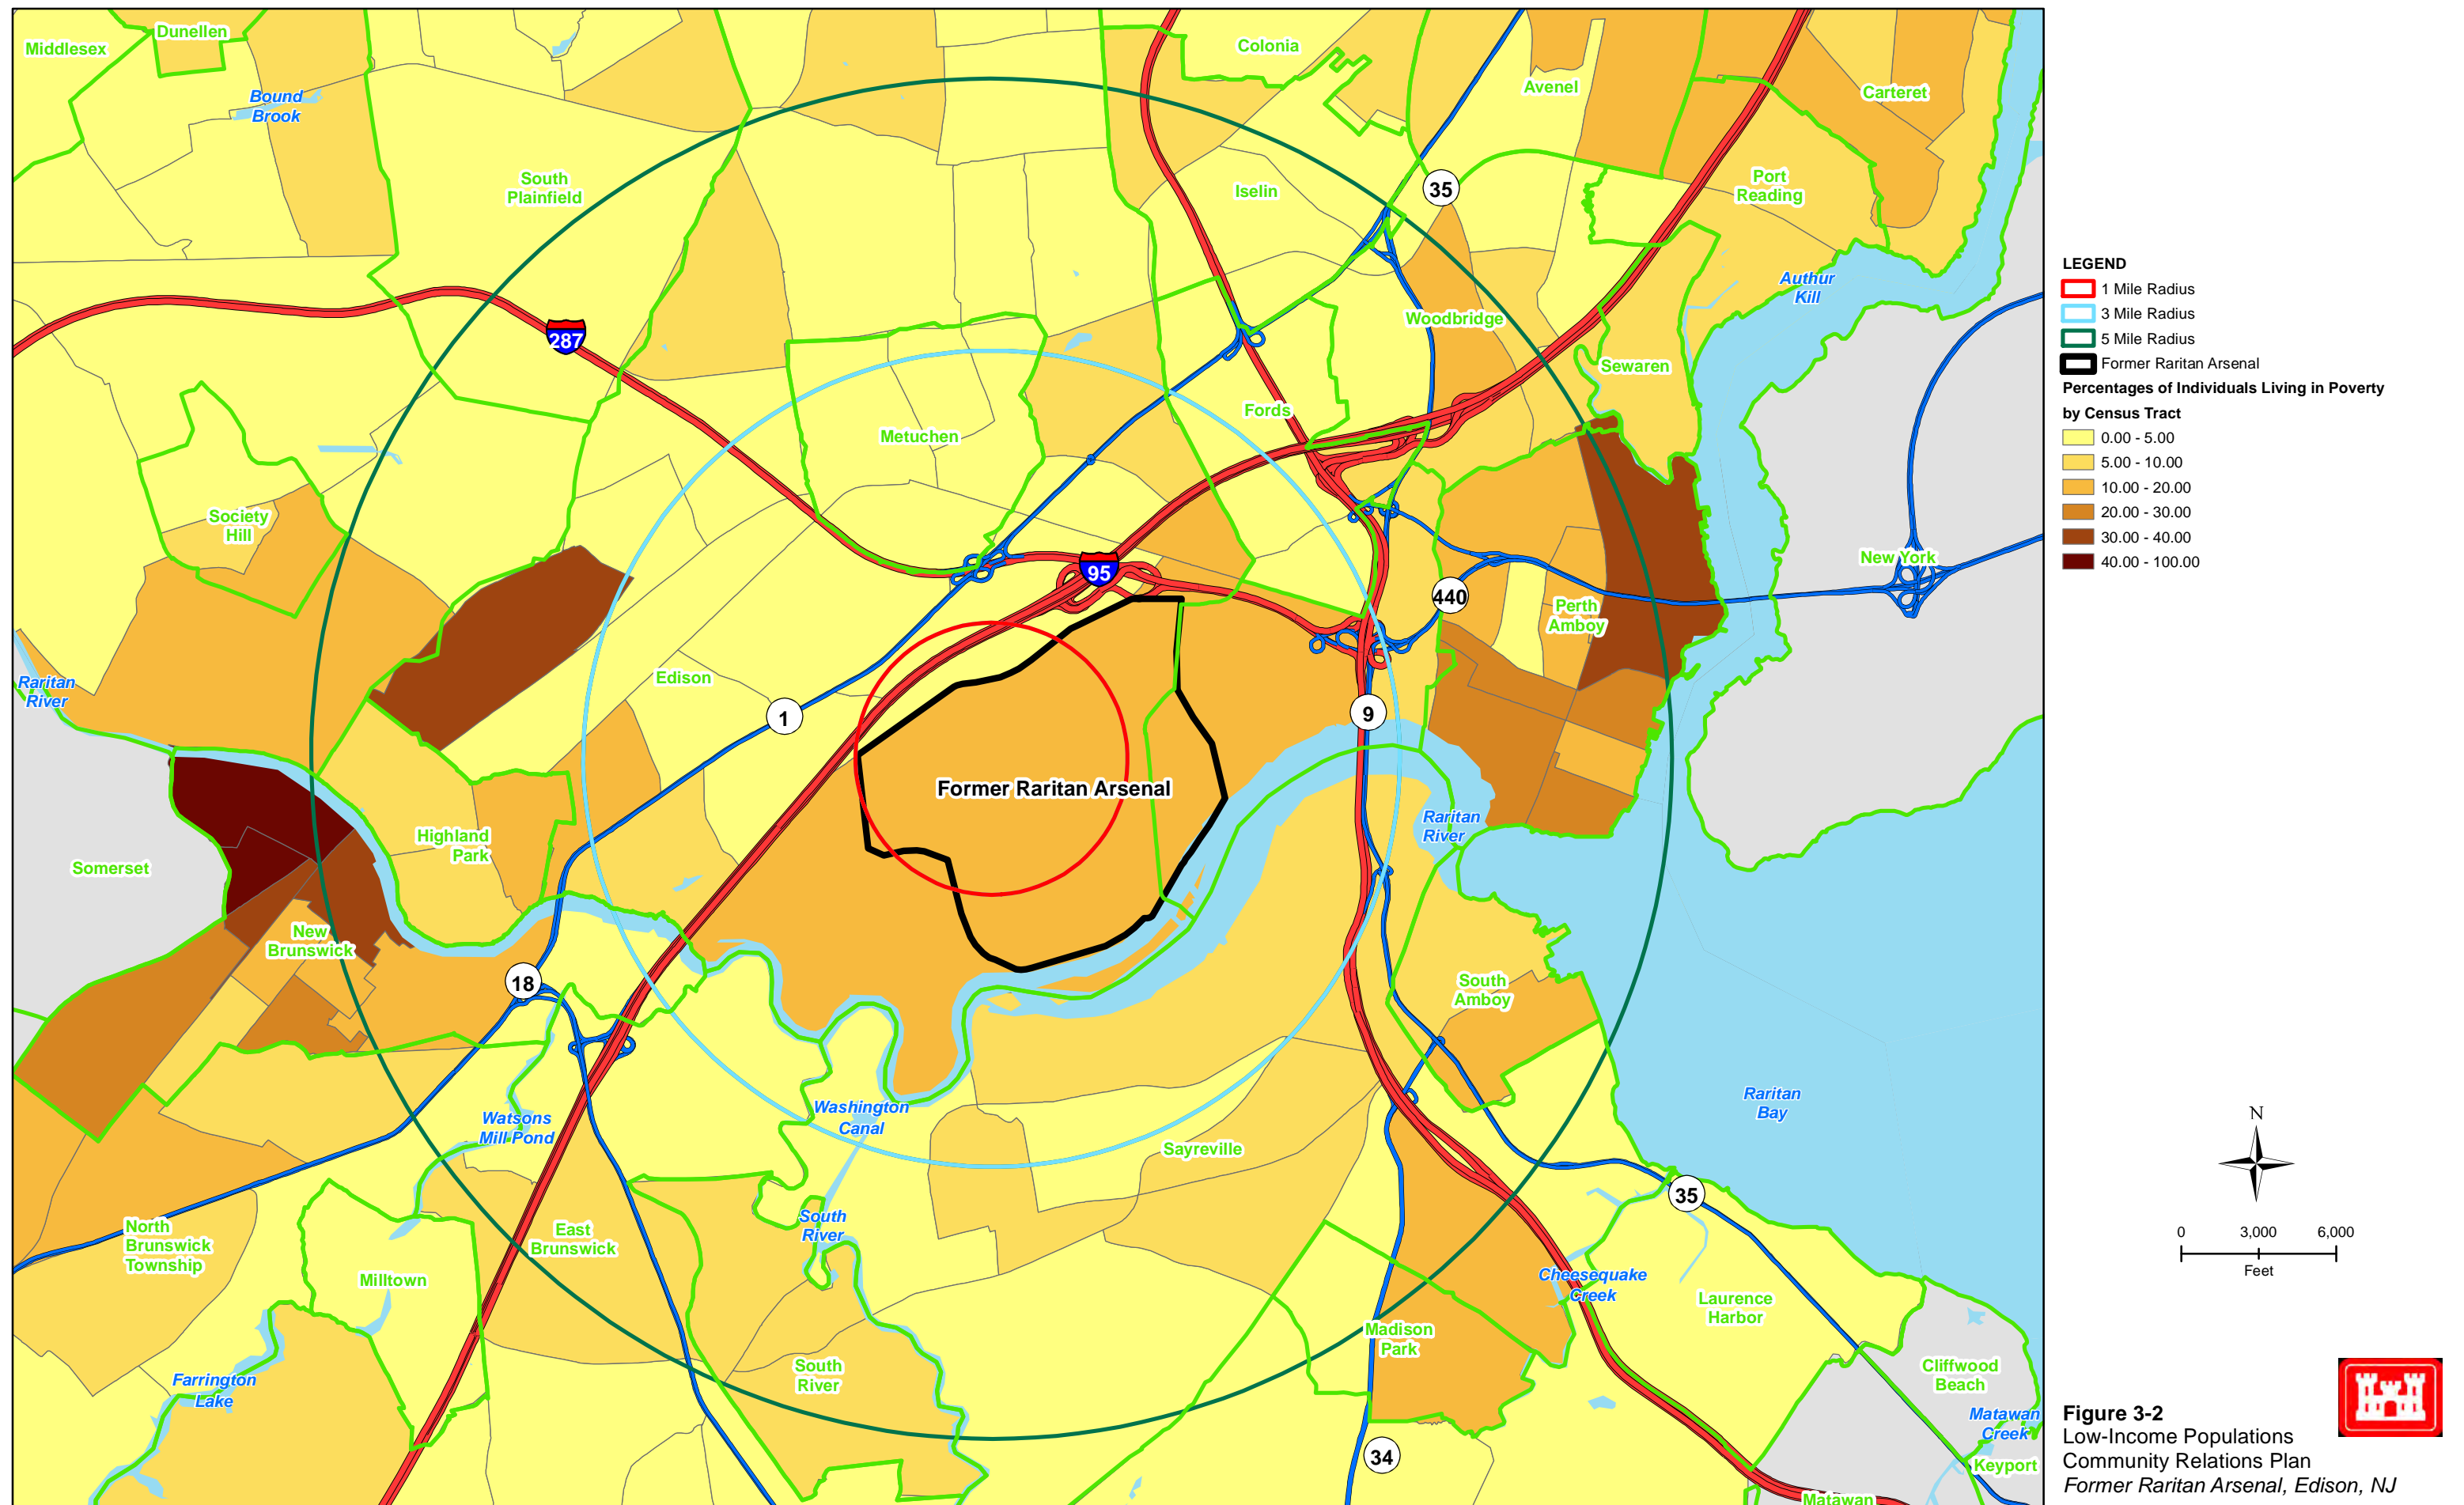 Middlesex
Dunellen
Bound
Brook
South
Plainfield
Colonia
Avenel
Carteret
Iselin
35
Port
Reading
Authur
Kill
287
Woodbridge
Sewaren
Fords
Metuchen
Society
Hill
95
440
Perth
Amboy
New York
Raritan
River
Edison
1
9
Former Raritan Arsenal
Raritan
River
Highland
Park
Somerset
New
Brunswick
18
South
Amboy
Watsons
Mill Pond
Washington
Canal
Raritan
Bay
Sayreville
35
South
River
North
Brunswick
Township
East
Brunswick
Milltown
Cheesequake
Creek
Laurence
Harbor
Madison
Park
South
River
Farrington
Lake
Cliffwood
Beach
Matawan
Creek
34
Keyport
Matawan
LEGEND
1 Mile Radius
3 Mile Radius
5 Mile Radius
Former Raritan Arsenal
Percentages of Individuals Living in Poverty
by Census Tract
0.00 - 5.00
5.00 - 10.00
10.00 - 20.00
20.00 - 30.00
30.00 - 40.00
40.00 - 100.00
N
0 3,000 6,000
Feet
Figure 3-2
Low-Income Populations
Community Relations Plan
Former Raritan Arsenal, Edison, NJ